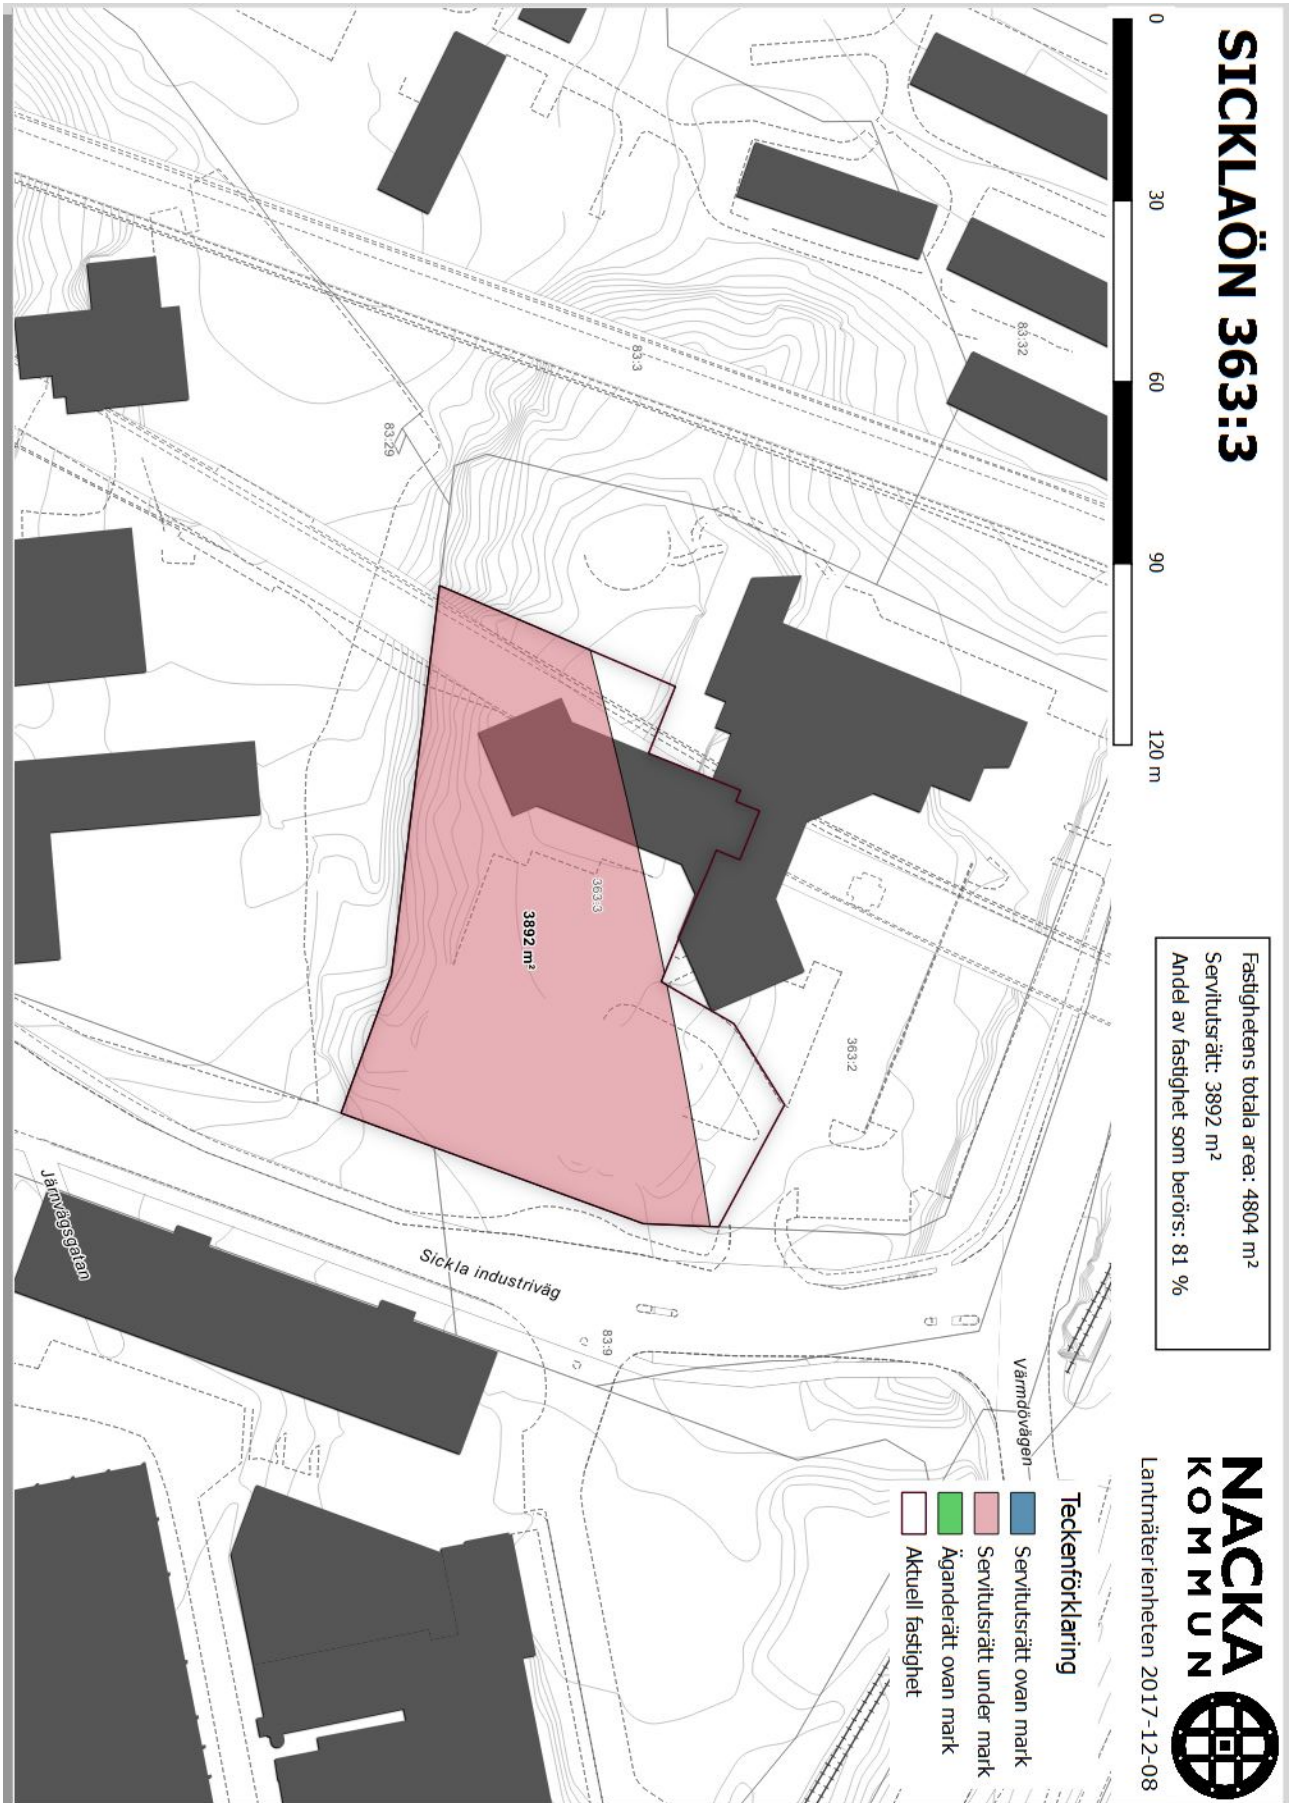 SICKLAÖN 363:3
0
30
60
90
120 m
Fastighetens totala area: 4804 m²
Servitutsrätt: 3892 m²
Andel av fastighet som berörs: 81 %
NACKA
KOMMUN
Lantmäterienheten 2017-12-08
Teckenförklaring
Servitutsrätt ovan mark
Servitutsrätt under mark
Äganderätt ovan mark
Aktuell fastighet
83:32
83:3
83:29
363:2
363:3
3892 m²
Värmdövägen
83:9
Sickla industriväg
Järnvägsgatan